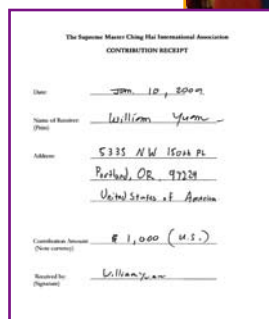 The Supreme Master Ching Hai International Association
CONTRIBUTION RECEIPT
Date: Jan. 10, 2009
Name of Receiver: William Yuan
(Print)
Address: 5335 NW 150th PL
Portland, OR 97229
United States of America
Contribution Amount: $ 1,000 (U.S.)
(Note currency)
Received by: William Yuan
(Signature)